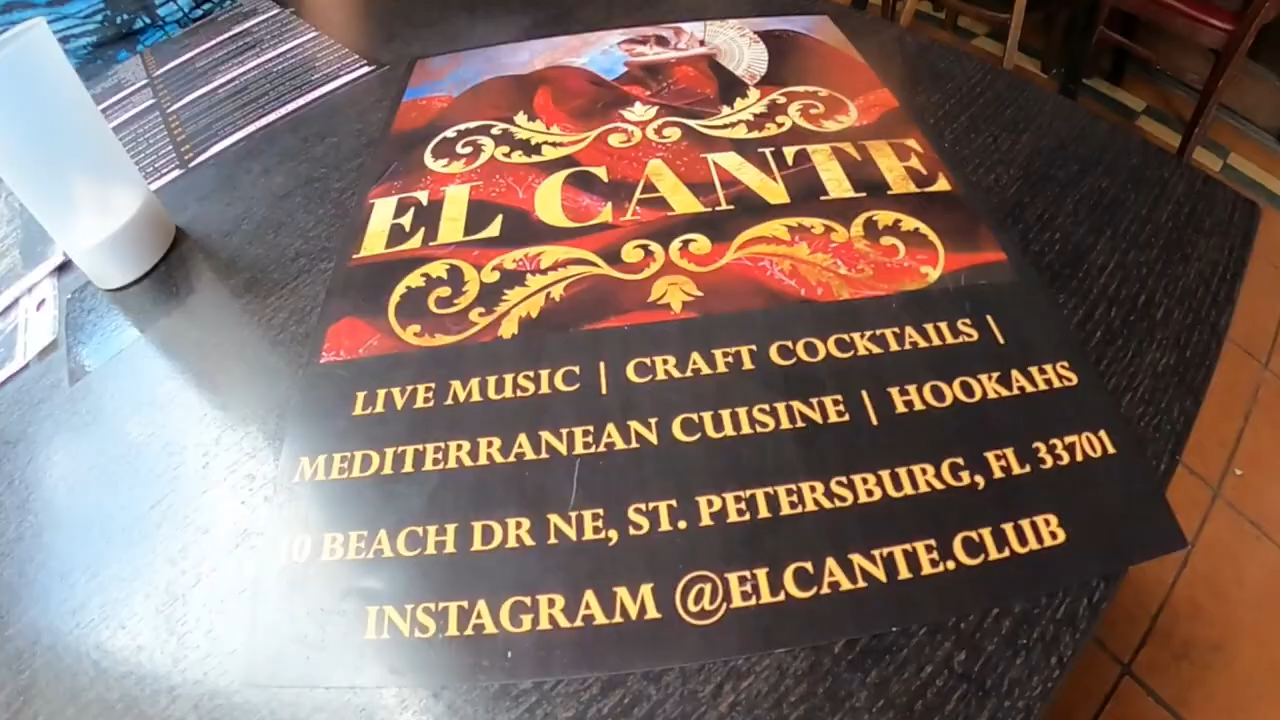 EL CANTE
LIVE MUSIC | CRAFT COCKTAILS |
MEDITERRANEAN CUISINE | HOOKAHS
BEACH DR NE, ST. PETERSBURG, FL 33701
INSTAGRAM @ELCANTE.CLUB